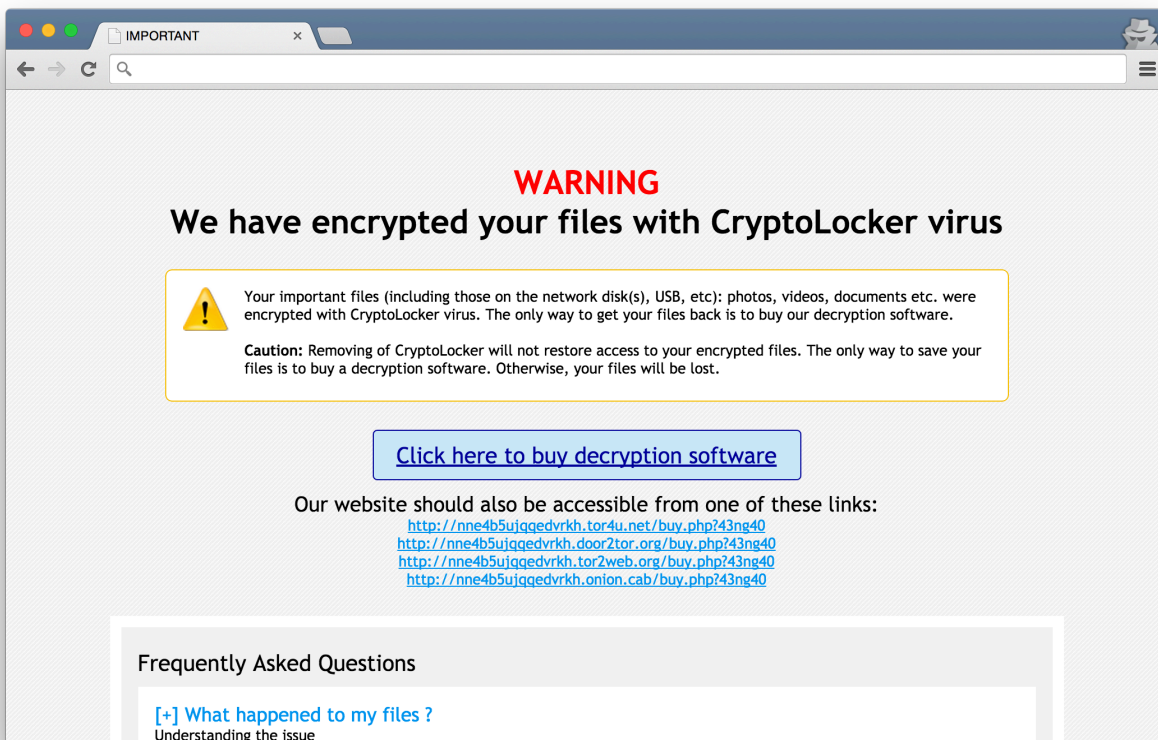 IMPORTANT
WARNING
We have encrypted your files with CryptoLocker virus
Your important files (including those on the network disk(s), USB, etc): photos, videos, documents etc. were
encrypted with CryptoLocker virus. The only way to get your files back is to buy our decryption software.
Caution: Removing of CryptoLocker will not restore access to your encrypted files. The only way to save your
files is to buy a decryption software. Otherwise, your files will be lost.
Click here to buy decryption software
Our website should also be accessible from one of these links:
http://nne4b5ujqqedvrkh.tor4u.net/buy.php?43ng40
http://nne4b5ujqqedvrkh.door2tor.org/buy.php?43ng40
http://nne4b5ujqqedvrkh.tor2web.org/buy.php?43ng40
http://nne4b5ujqqedvrkh.onion.cab/buy.php?43ng40
Frequently Asked Questions
[+] What happened to my files ?
Understanding the issue